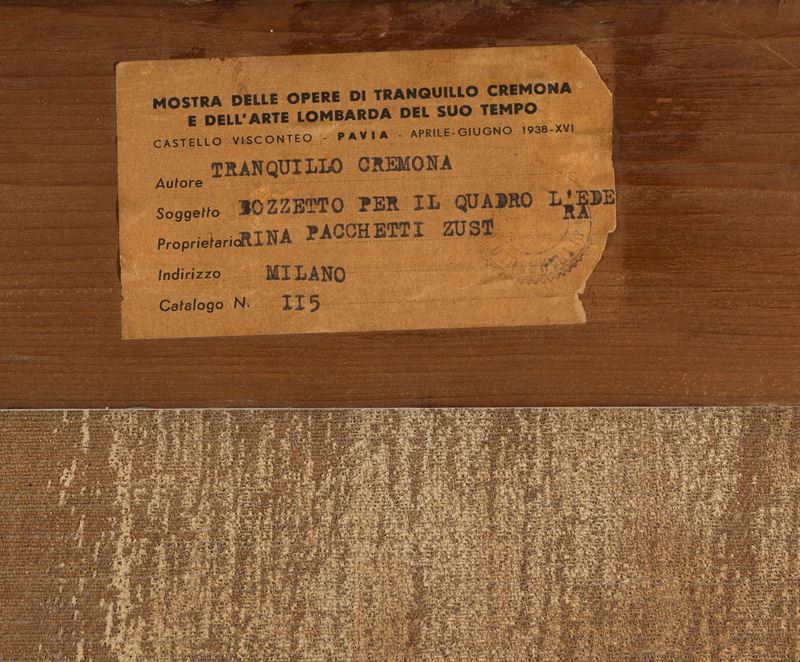 MOSTRA DELLE OPERE DI TRANQUILLO CREMONA
E DELL'ARTE LOMBARDA DEL SUO TEMPO
CASTELLO VISCONTEO - PAVIA - APRILE-GIUGNO 1938-XVI
Autore TRANQUILLO CREMONA
Soggetto BOZZETTO PER IL QUADRO L'EDE
RA
Proprietario RINA PACCHETTI ZUST
Indirizzo MILANO
Catalogo N. II5